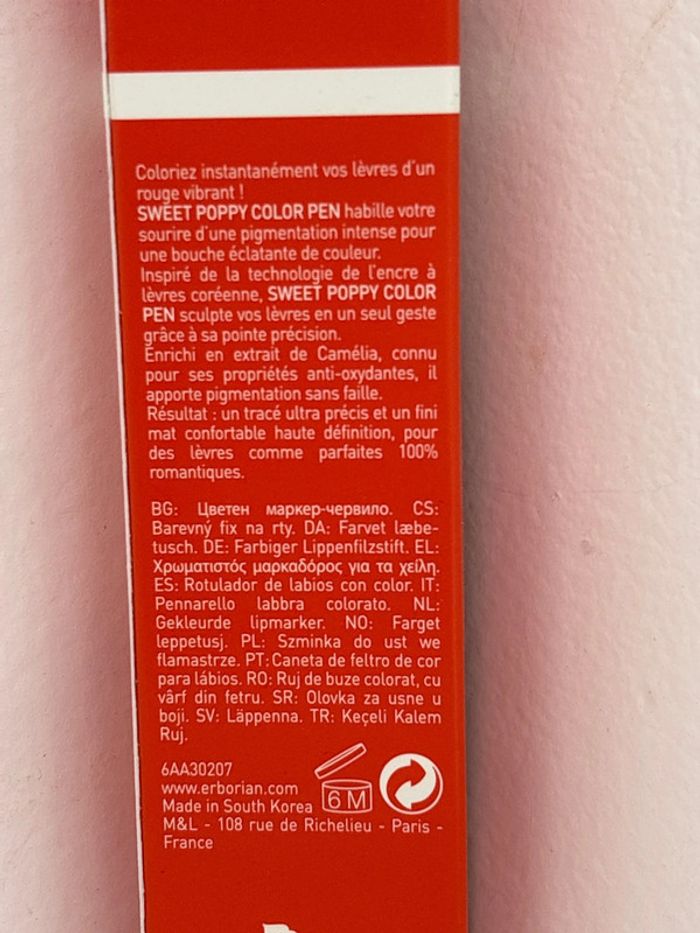 Coloriez instantanément vos lèvres d'un
rouge vibrant !
SWEET POPPY COLOR PEN habille votre
sourire d'une pigmentation intense pour
une bouche éclatante de couleur.
Inspiré de la technologie de l'encre à
lèvres coréenne, SWEET POPPY COLOR
PEN sculpte vos lèvres en un seul geste
grâce à sa pointe précision.
Enrichi en extrait de Camélia, connu
pour ses propriétés anti-oxydantes, il
apporte pigmentation sans faille.
Résultat : un tracé ultra précis et un fini
mat confortable haute définition, pour
des lèvres comme parfaites 100%
romantiques.
BG: Цветен маркер-червило. CS:
Barevný fix na rty. DA: Farvet læbe-
tusch. DE: Farbiger Lippenfilzstift. EL:
Χρωματιστός μαρκαδόρος για τα χείλη.
ES: Rotulador de labios con color. IT:
Pennarello labbra colorato. NL:
Gekleurde lipmarker. NO: Farget
leppetusj. PL: Szminka do ust we
flamastrze. PT: Caneta de feltro de cor
para lábios. RO: Ruj de buze colorat, cu
vârf din fetru. SR: Olovka za usne u
boji. SV: Läppenna. TR: Keçeli Kalem
Ruj.
6AA30207
www.erborian.com
Made in South Korea
6 M
M&L - 108 rue de Richelieu - Paris -
France